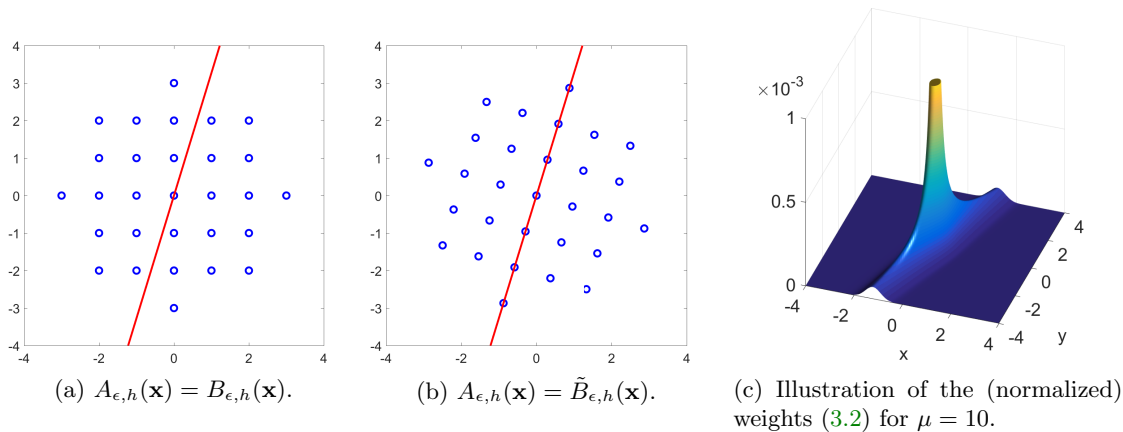 4
3
2
1
0
-1
-2
-3
-4
-4 -2 0 2 4
(a) A_{ϵ,h}(x) = B_{ϵ,h}(x).
4
3
2
1
0
-1
-2
-3
-4
-4 -2 0 2 4
(b) A_{ϵ,h}(x) = B̃_{ϵ,h}(x).
×10^{-3}
1
0.5
0
-4 -2 0 2 4
x
-4 -2 0 2 4
y
(c) Illustration of the (normalized)
weights (3.2) for μ = 10.